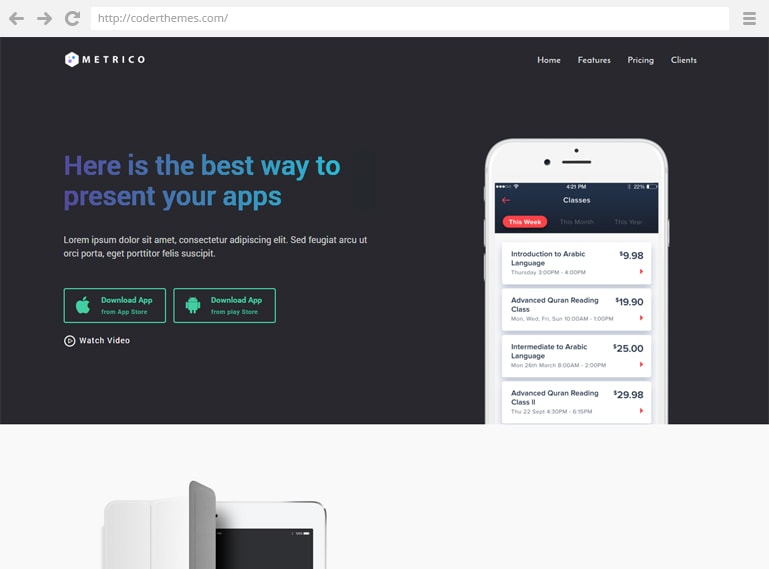 http://coderthemes.com/
METRICO
Home Features Pricing Clients
Here is the best way to
present your apps
Lorem ipsum dolor sit amet, consectetur adipiscing elit. Sed feugiat arcu ut
orci porta, eget porttitor felis suscipit.
Download App
from App Store
Download App
from play Store
Watch Video
4:21 PM 22%
Classes
This Week This Month This Year
Introduction to Arabic
Language
Thursday 3:00PM - 4:00PM
$9.98
Advanced Quran Reading
Class
Mon, Wed, Fri, Sun 10:00AM - 1:00PM
$19.90
Intermediate to Arabic
Language
Mon 26th March 8:00AM - 2:00PM
$25.00
Advanced Quran Reading
Class II
Thu 22 Sept 4:30PM - 6:15PM
$29.98